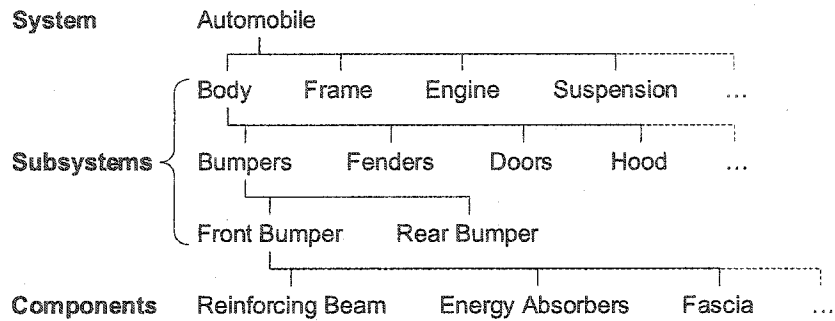 System Automobile
Body Frame Engine Suspension ...
Subsystems Bumpers Fenders Doors Hood ...
Front Bumper Rear Bumper
Components Reinforcing Beam Energy Absorbers Fascia ...